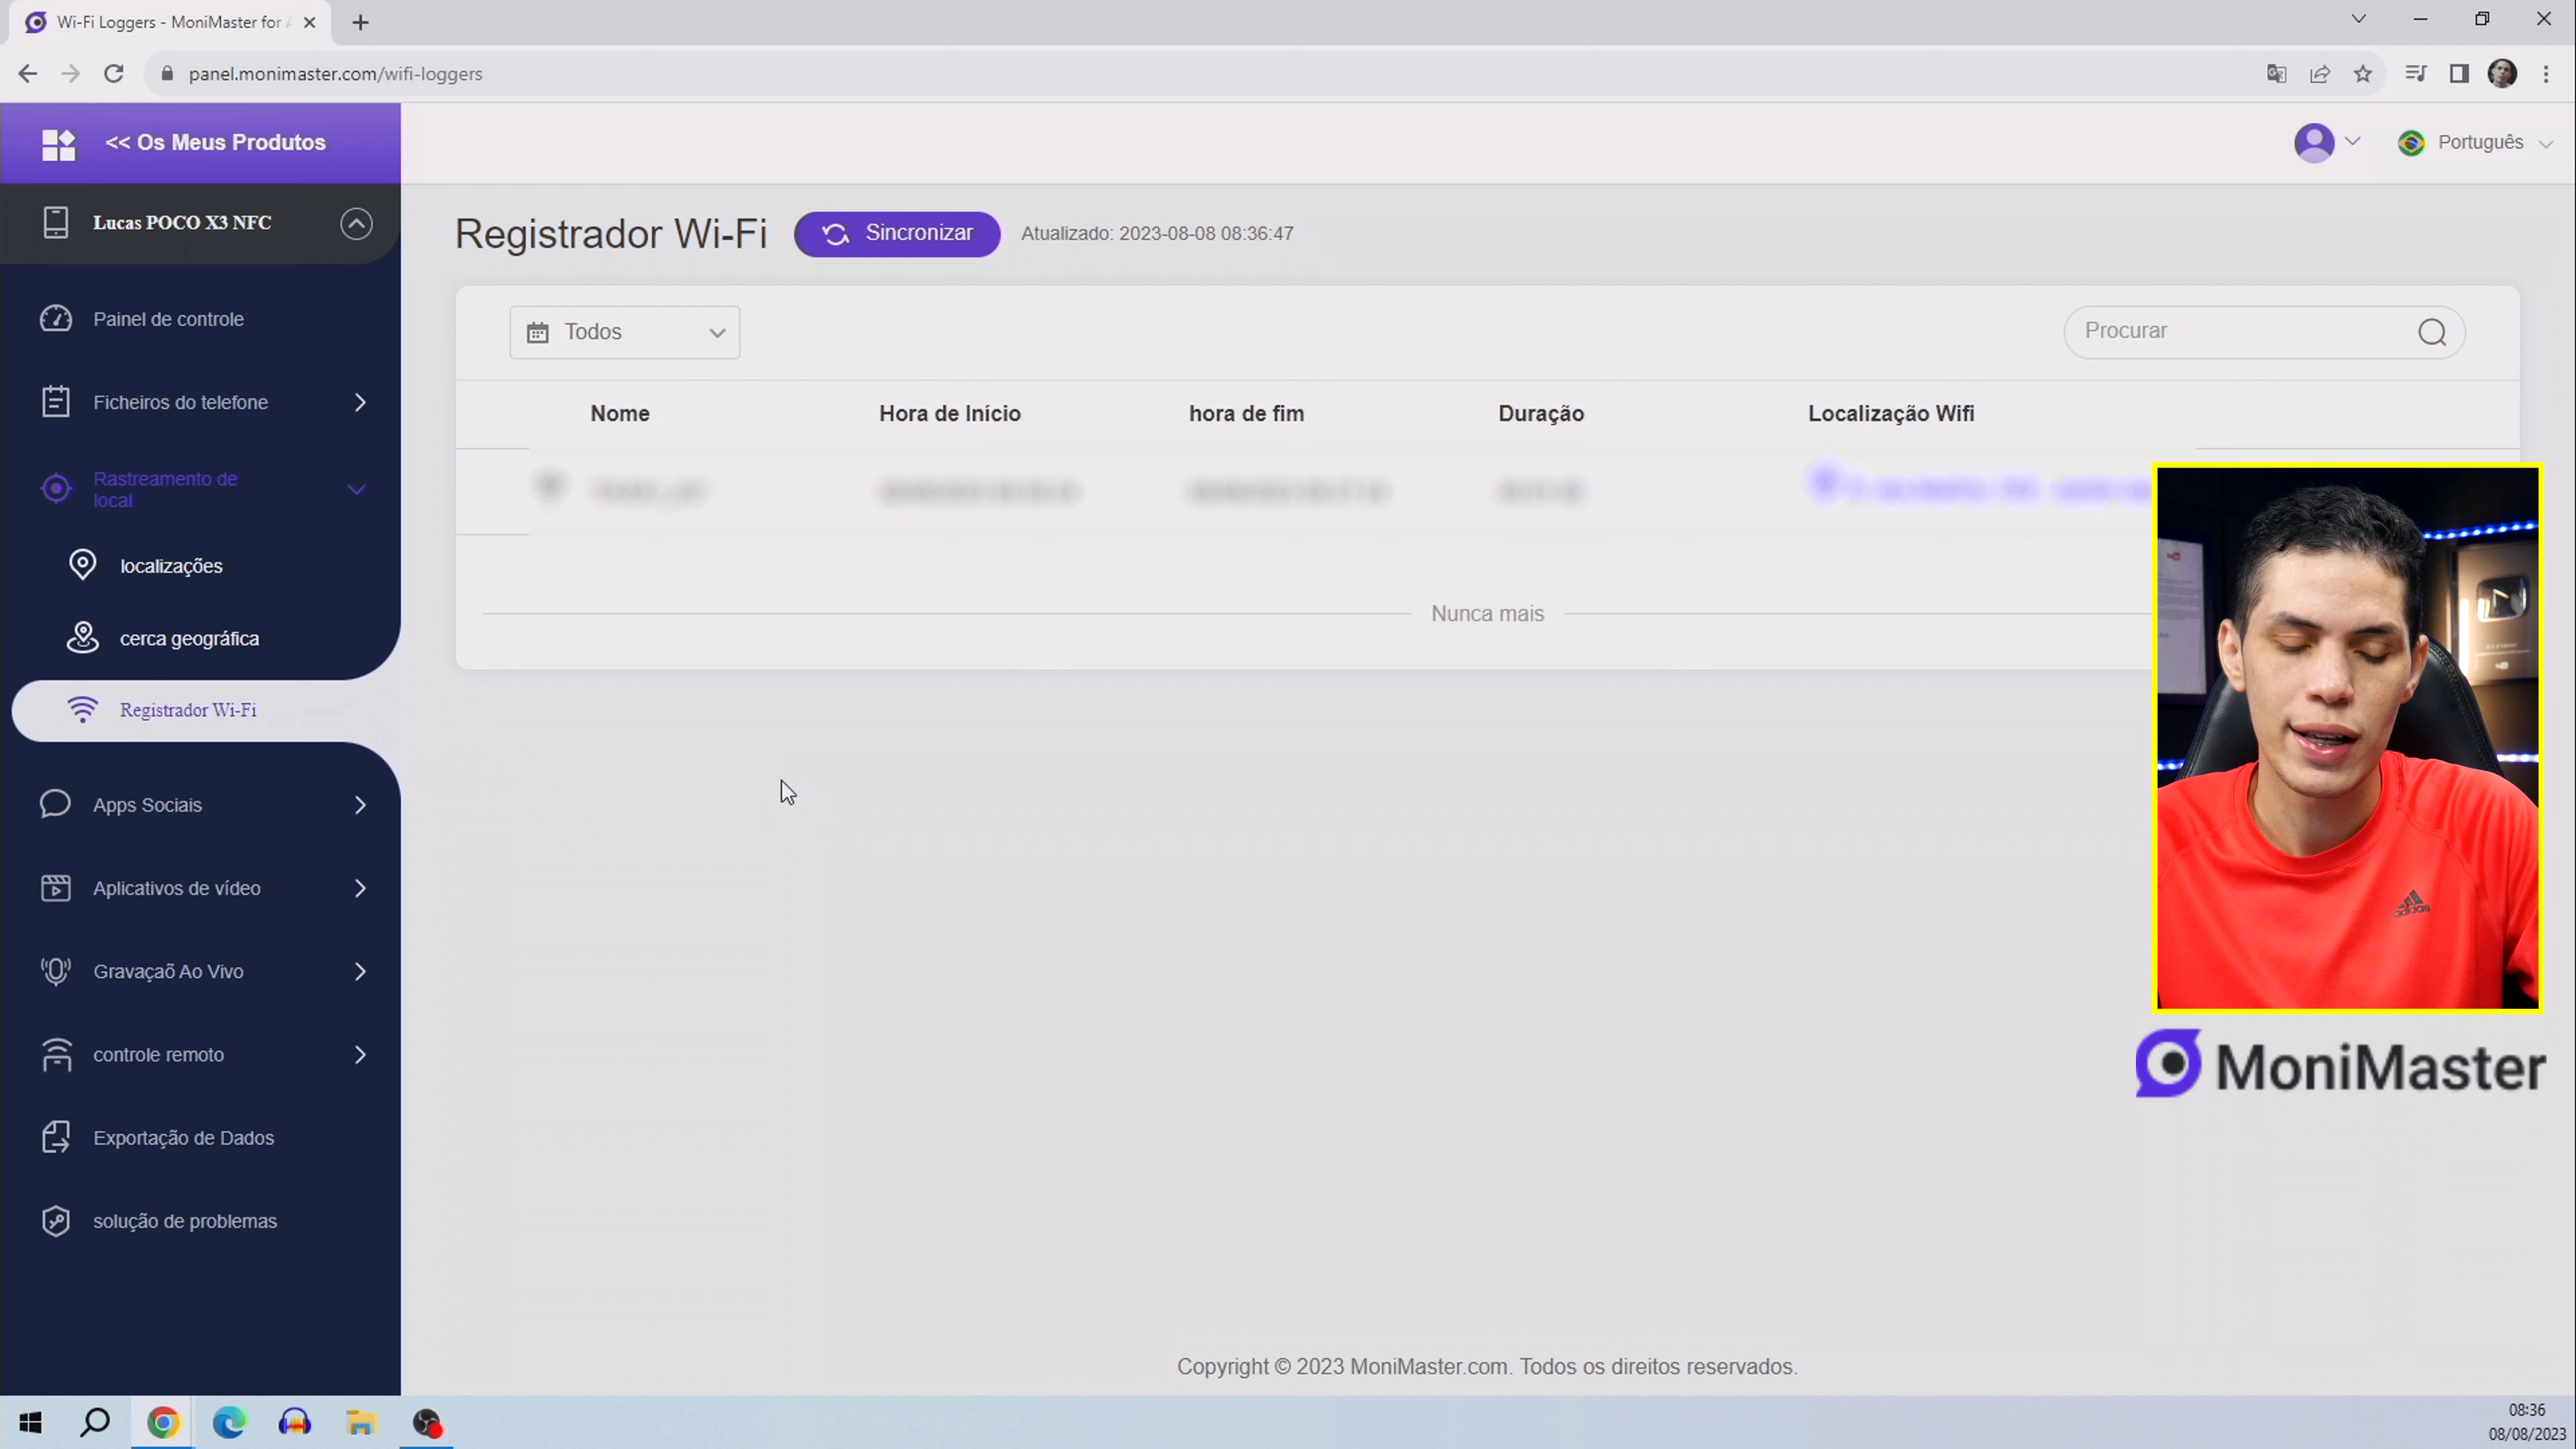 Wi-Fi Loggers - MoniMaster for
panel.monimaster.com/wifi-loggers
<< Os Meus Produtos
Português
Lucas POCO X3 NFC
Registrador Wi-Fi
Sincronizar
Atualizado: 2023-08-08 08:36:47
Painel de controle
Todos
Procurar
Ficheiros do telefone
Nome
Hora de Início
hora de fim
Duração
Localização Wifi
Rastreamento de
local
localizações
Nunca mais
cerca geográfica
Registrador Wi-Fi
Apps Sociais
Aplicativos de vídeo
adidas
Gravaçaõ Ao Vivo
controle remoto
MoniMaster
Exportação de Dados
solução de problemas
Copyright © 2023 MoniMaster.com. Todos os direitos reservados.
08:36
08/08/2023